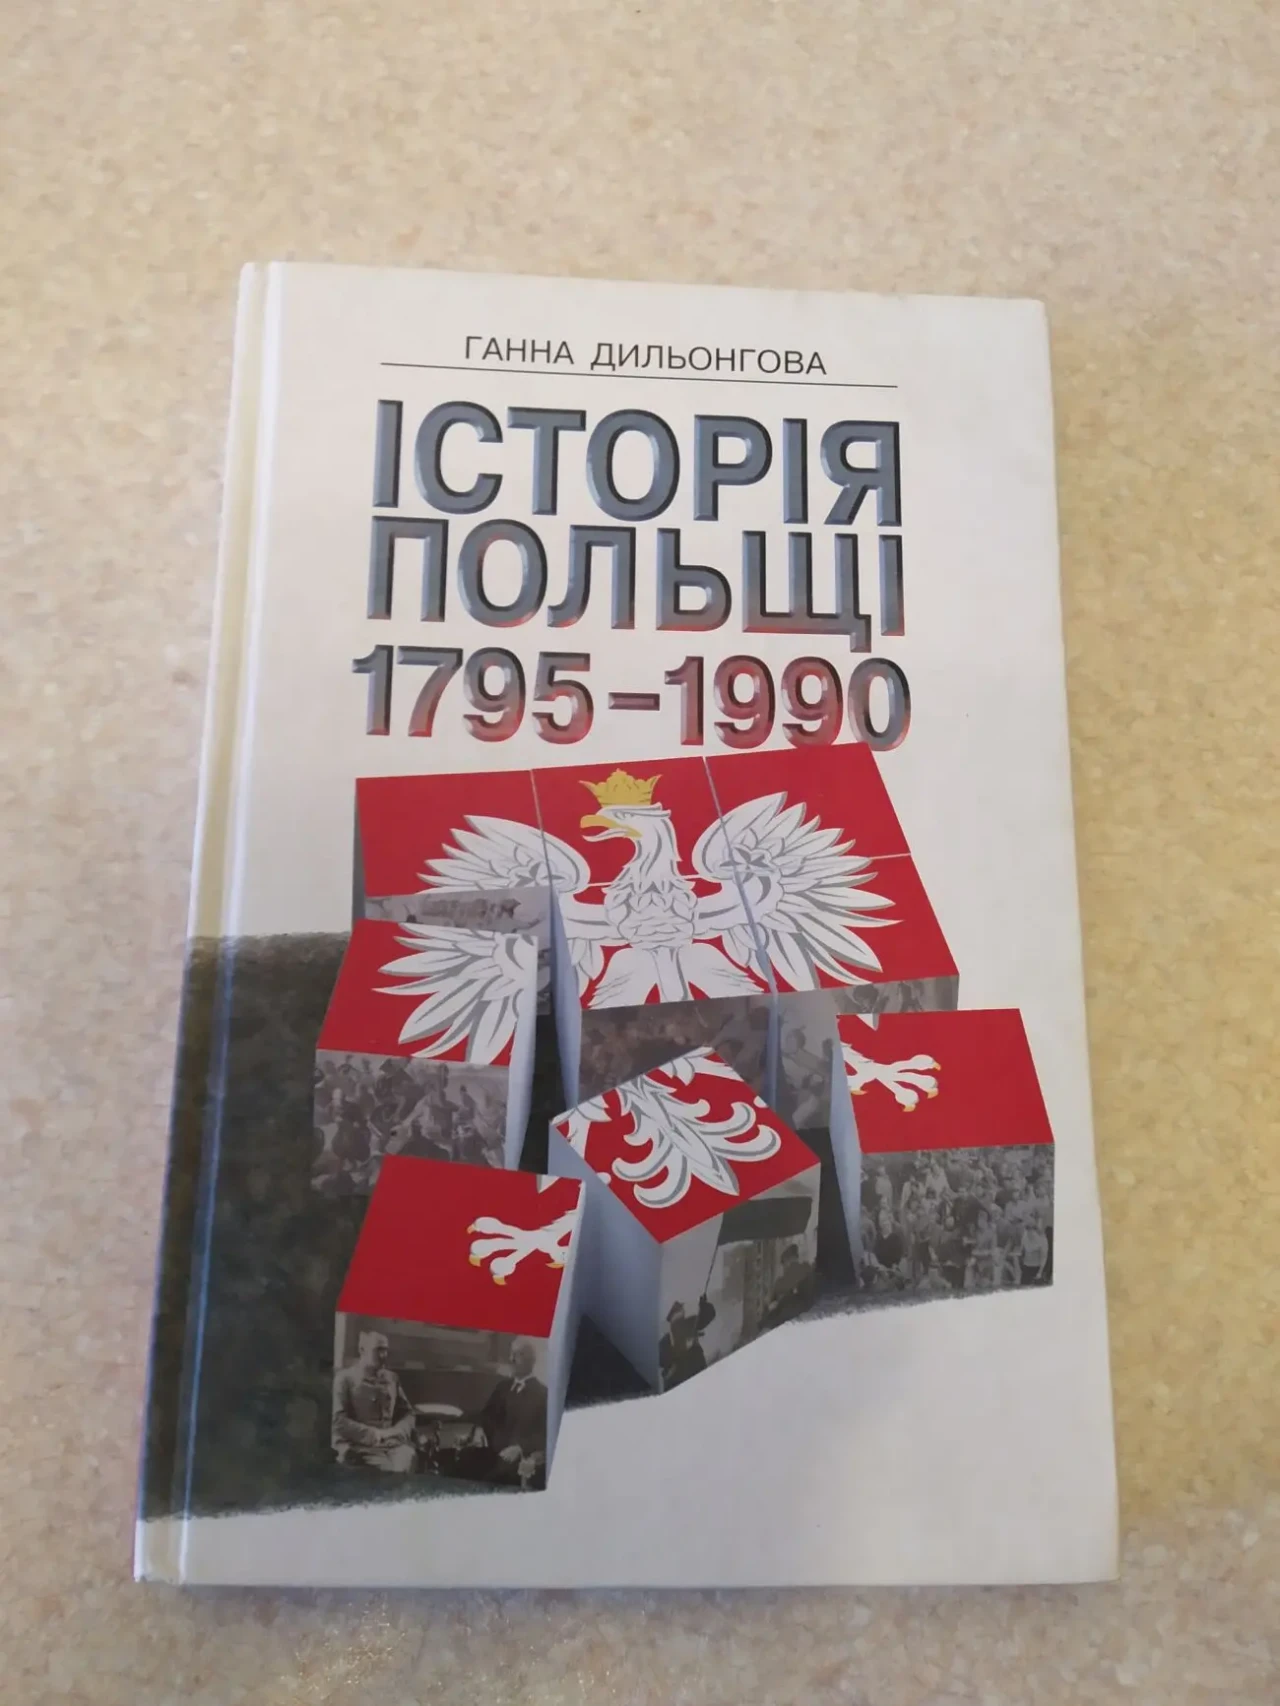 ГАННА ДИЛЬОНГОВА
ІСТОРІЯ
ПОЛЬЩІ
1795–1990